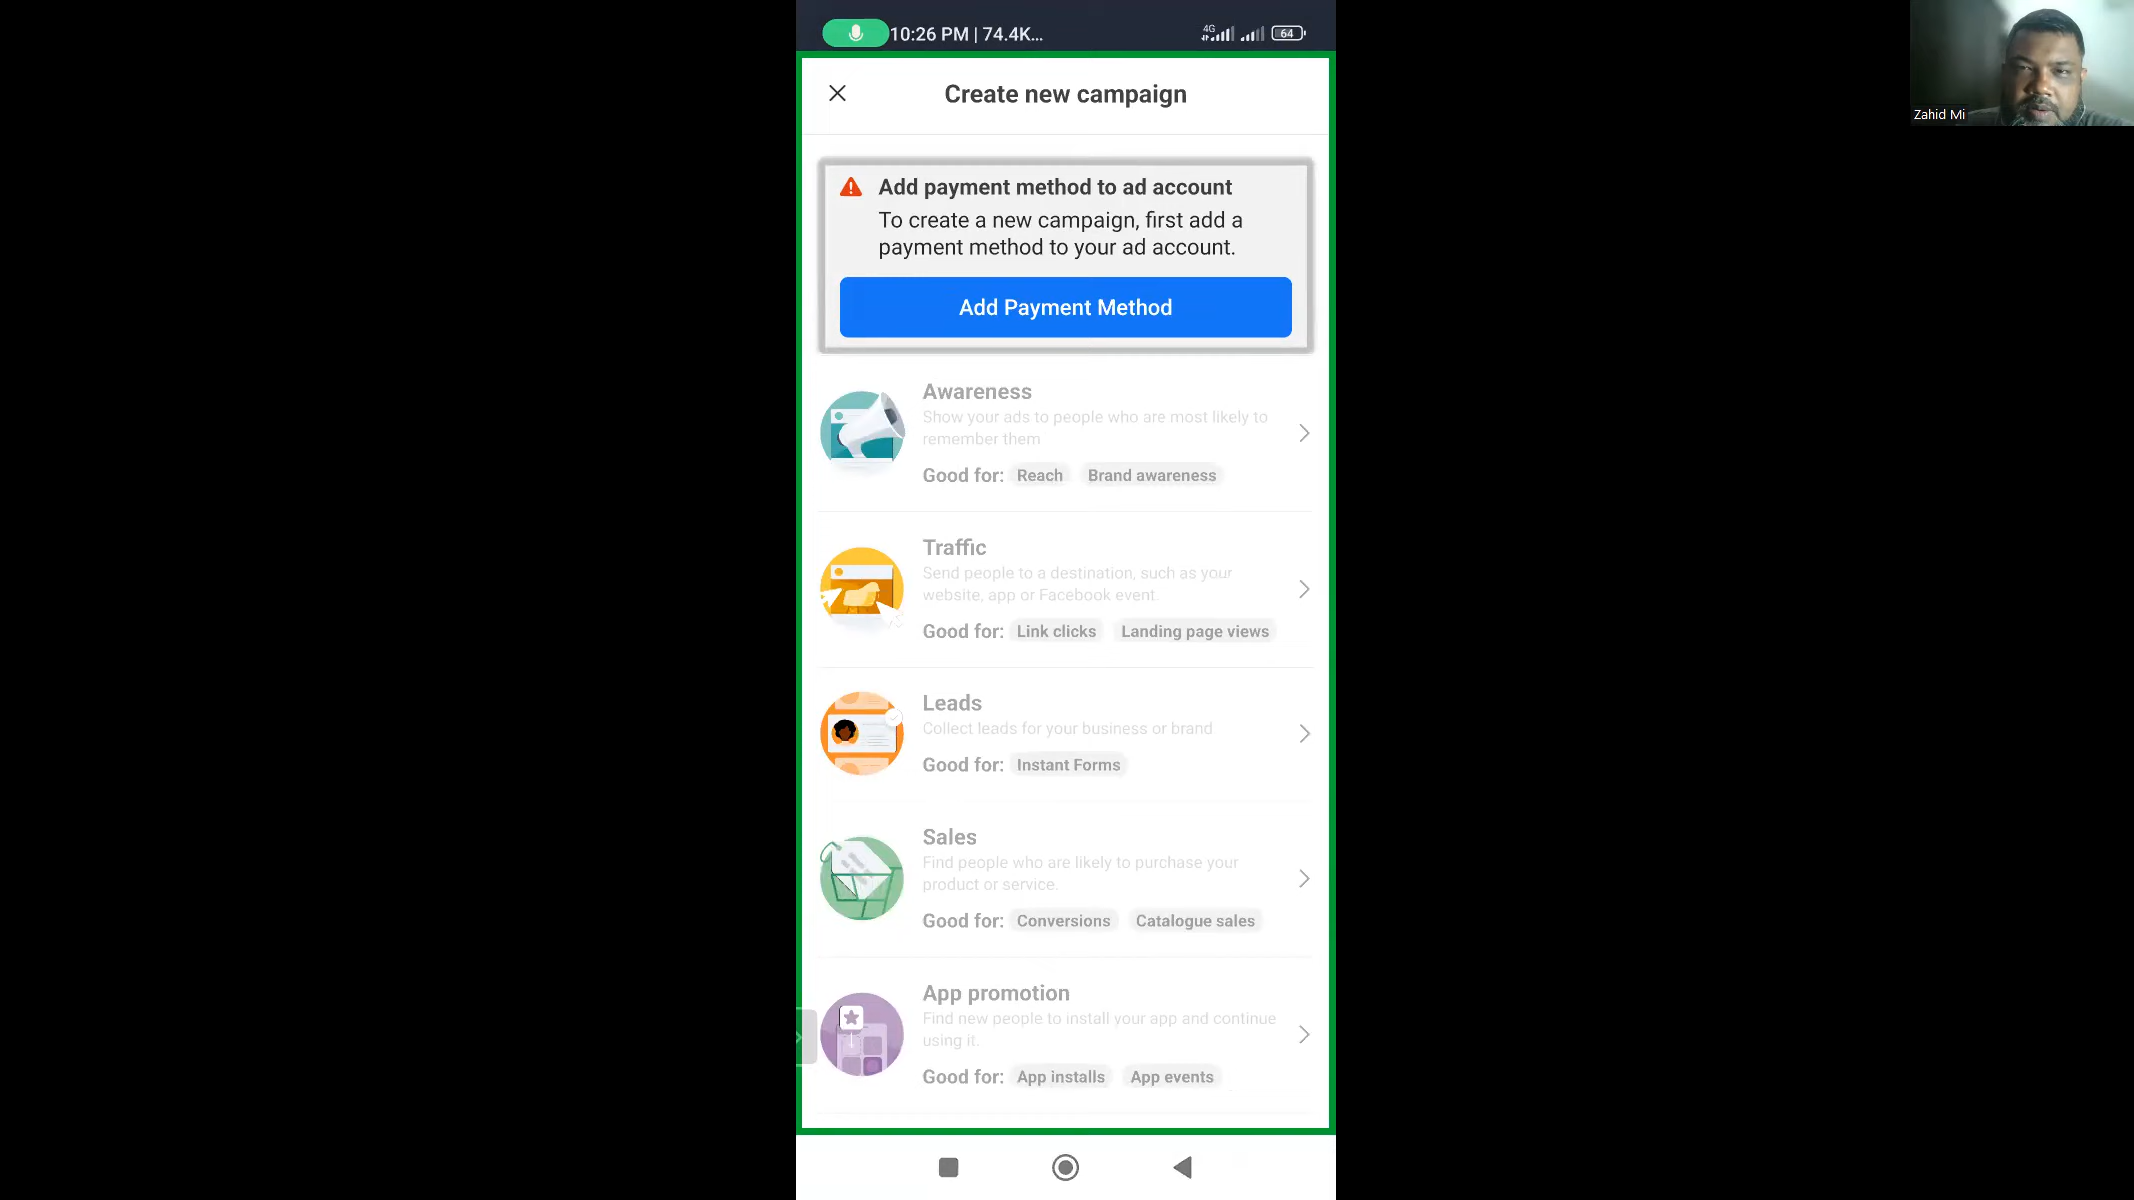 10:26 PM | 74.4K...
4G
64
Zahid Mi
Create new campaign
Add payment method to ad account
To create a new campaign, first add a
payment method to your ad account.
Add Payment Method
Awareness
Show your ads to people who are most likely to
remember them
Good for: Reach Brand awareness
Traffic
Send people to a destination, such as your
website, app or Facebook event.
Good for: Link clicks Landing page views
Leads
Collect leads for your business or brand
Good for: Instant Forms
Sales
Find people who are likely to purchase your
product or service.
Good for: Conversions Catalogue sales
App promotion
Find new people to install your app and continue
using it.
Good for: App installs App events